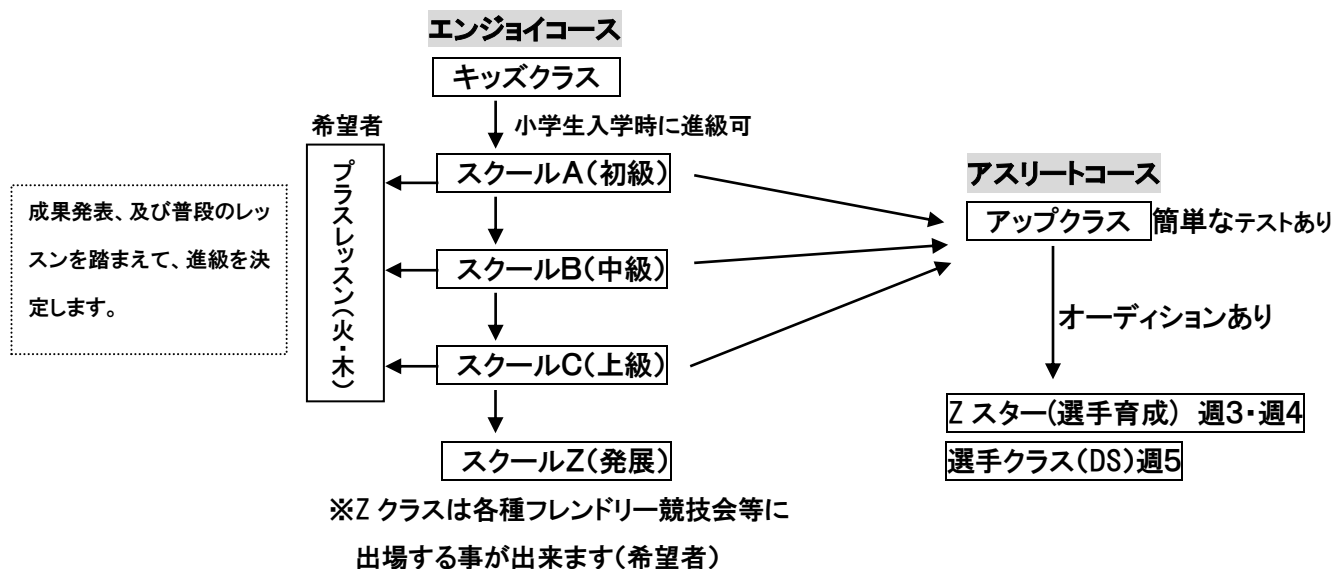 エンジョイコース
キッズクラス
小学生入学時に進級可
希望者
プラスレッスン(火・木)
成果発表、及び普段のレッ
スンを踏まえて、進級を決
定します。
スクールA(初級)
スクールB(中級)
スクールC(上級)
スクールZ(発展)
※Z クラスは各種フレンドリー競技会等に
出場する事が出来ます(希望者)
アスリートコース
アップクラス 簡単なテストあり
オーディションあり
Z スター(選手育成) 週3・週4
選手クラス(DS)週5